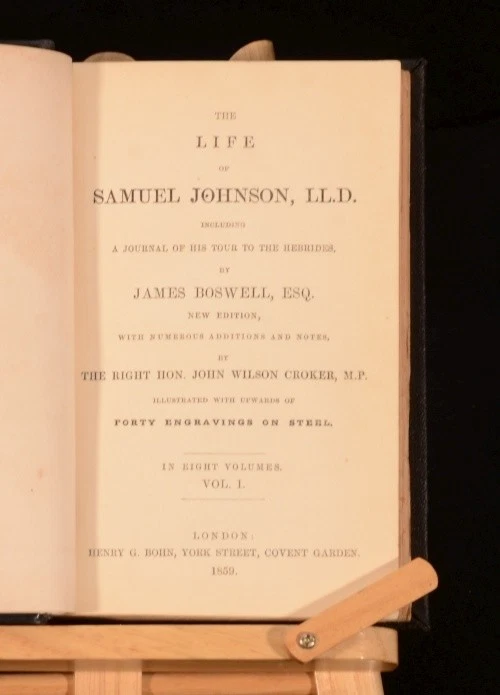 THE
LIFE
OF
SAMUEL JOHNSON, LL.D.
INCLUDING
A JOURNAL OF HIS TOUR TO THE HEBRIDES,
BY
JAMES BOSWELL, ESQ.
NEW EDITION,
WITH NUMEROUS ADDITIONS AND NOTES,
BY
THE RIGHT HON. JOHN WILSON CROKER, M.P.
ILLUSTRATED WITH UPWARDS OF
FORTY ENGRAVINGS ON STEEL.
IN EIGHT VOLUMES.
VOL. I.
LONDON:
HENRY G. BOHN, YORK STREET, COVENT GARDEN.
1859.